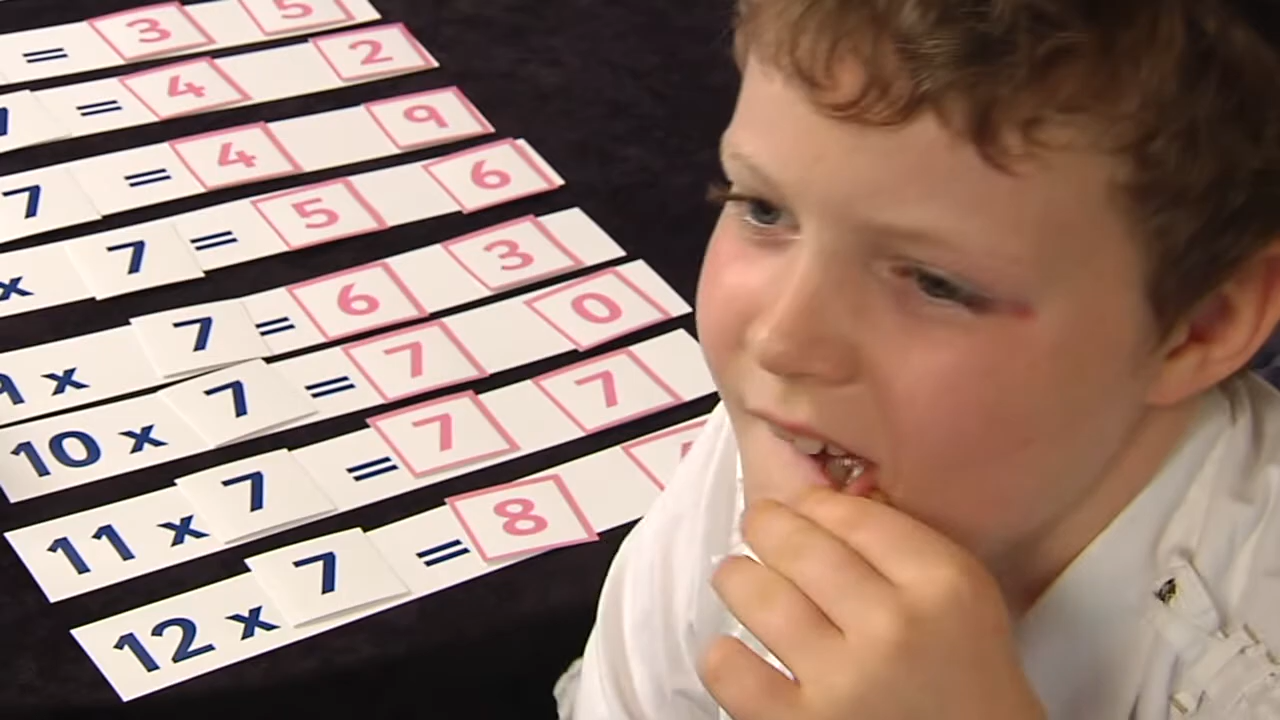 = 3 5
7 = 4 2
7 = 4 9
x 7 = 5 6
9 x 7 = 6 3
10 x 7 = 7 0
11 x 7 = 7 7
12 x 7 = 8